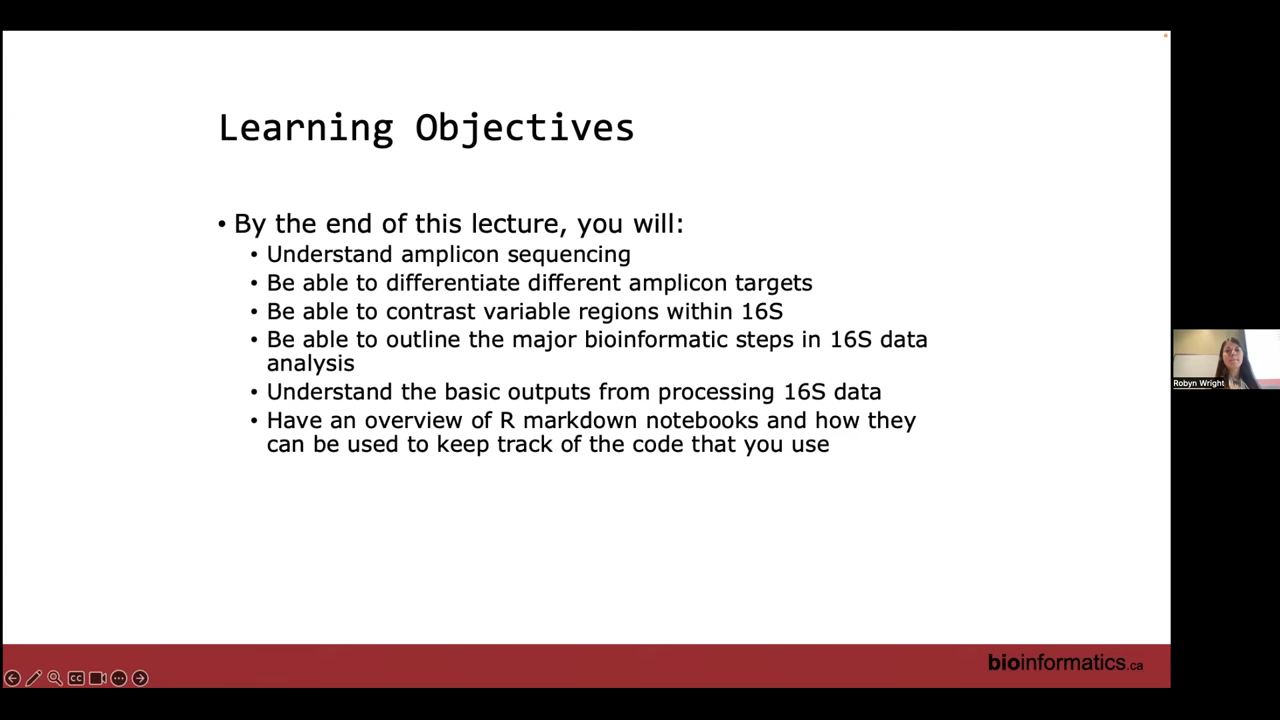 Learning Objectives
• By the end of this lecture, you will:
• Understand amplicon sequencing
• Be able to differentiate different amplicon targets
• Be able to contrast variable regions within 16S
• Be able to outline the major bioinformatic steps in 16S data
analysis
• Understand the basic outputs from processing 16S data
• Have an overview of R markdown notebooks and how they
can be used to keep track of the code that you use
Robyn Wright
bioinformatics.ca
CC